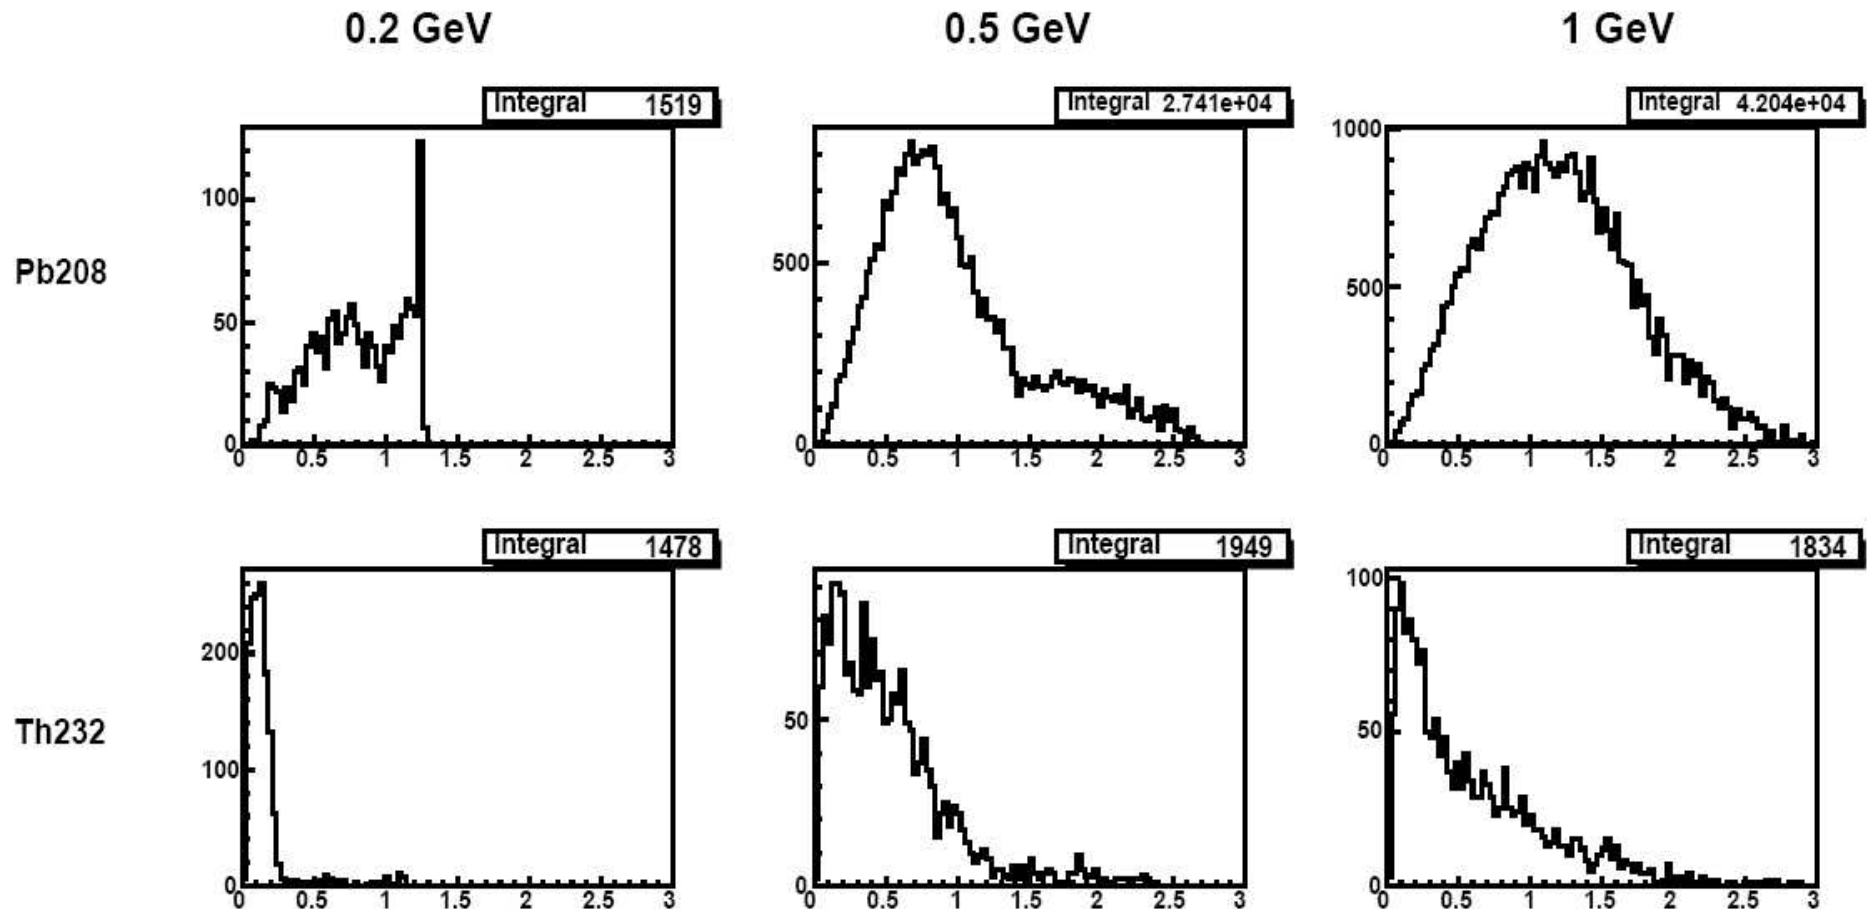 0.2 GeV 0.5 GeV 1 GeV
Integral 1519 Integral 2.741e+04 Integral 4.204e+04
1000
100
500
Pb208
50
500
0 0 0
0 0.5 1 1.5 2 2.5 3 0 0.5 1 1.5 2 2.5 3 0 0.5 1 1.5 2 2.5 3
Integral 1478 Integral 1949 Integral 1834
100
200
50 50
Th232
100
0 0 0
0 0.5 1 1.5 2 2.5 3 0 0.5 1 1.5 2 2.5 3 0 0.5 1 1.5 2 2.5 3